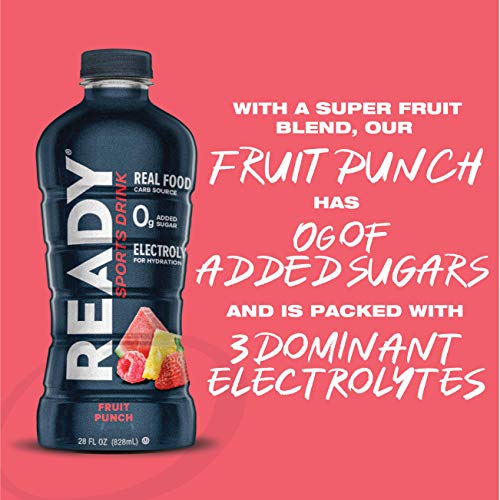 WITH A SUPER FRUIT
BLEND, OUR
FRUIT PUNCH
HAS
0G OF
ADDED SUGARS
AND IS PACKED WITH
3 DOMINANT
ELECTROLYTES
READY®
SPORTS DRINK
REAL FOOD
CARB SOURCE
0g ADDED
SUGAR
ELECTROLY
FOR HYDRATION
FRUIT
PUNCH
28 FL OZ (828mL)